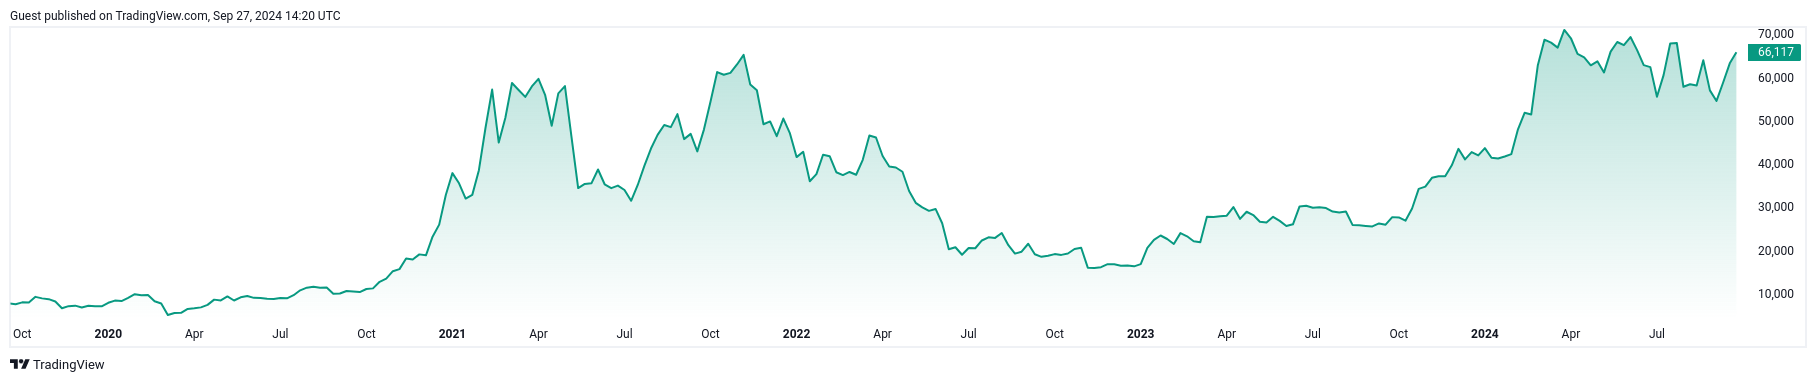 Guest published on TradingView.com, Sep 27, 2024 14:20 UTC
70,000
66,117
60,000
50,000
40,000
30,000
20,000
10,000
Oct 2020 Apr Jul Oct 2021 Apr Jul Oct 2022 Apr Jul Oct 2023 Apr Jul Oct 2024 Apr Jul
TradingView